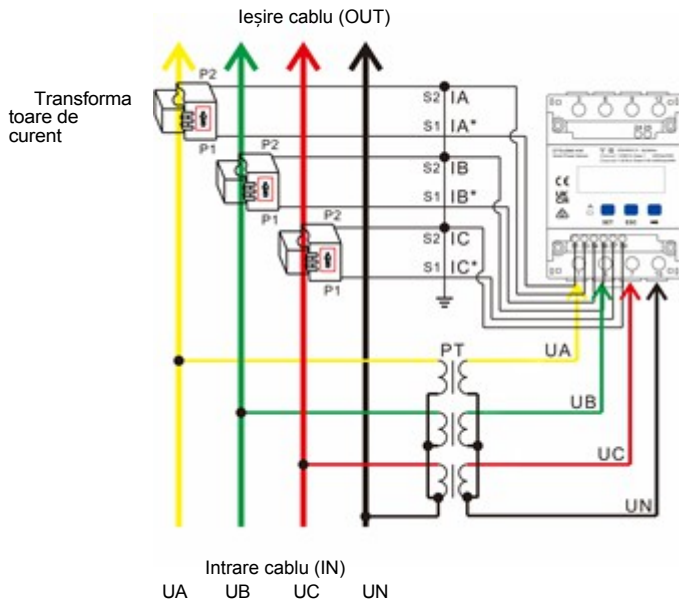 Ieșire cablu (OUT)
Transforma
toare de
curent
P2
P1
S2 IA
S1 IA*
P2
P1
S2 IB
S1 IB*
P2
P1
S2 IC
S1 IC*
PT
UA
UB
UC
UN
Intrare cablu (IN)
UA UB UC UN